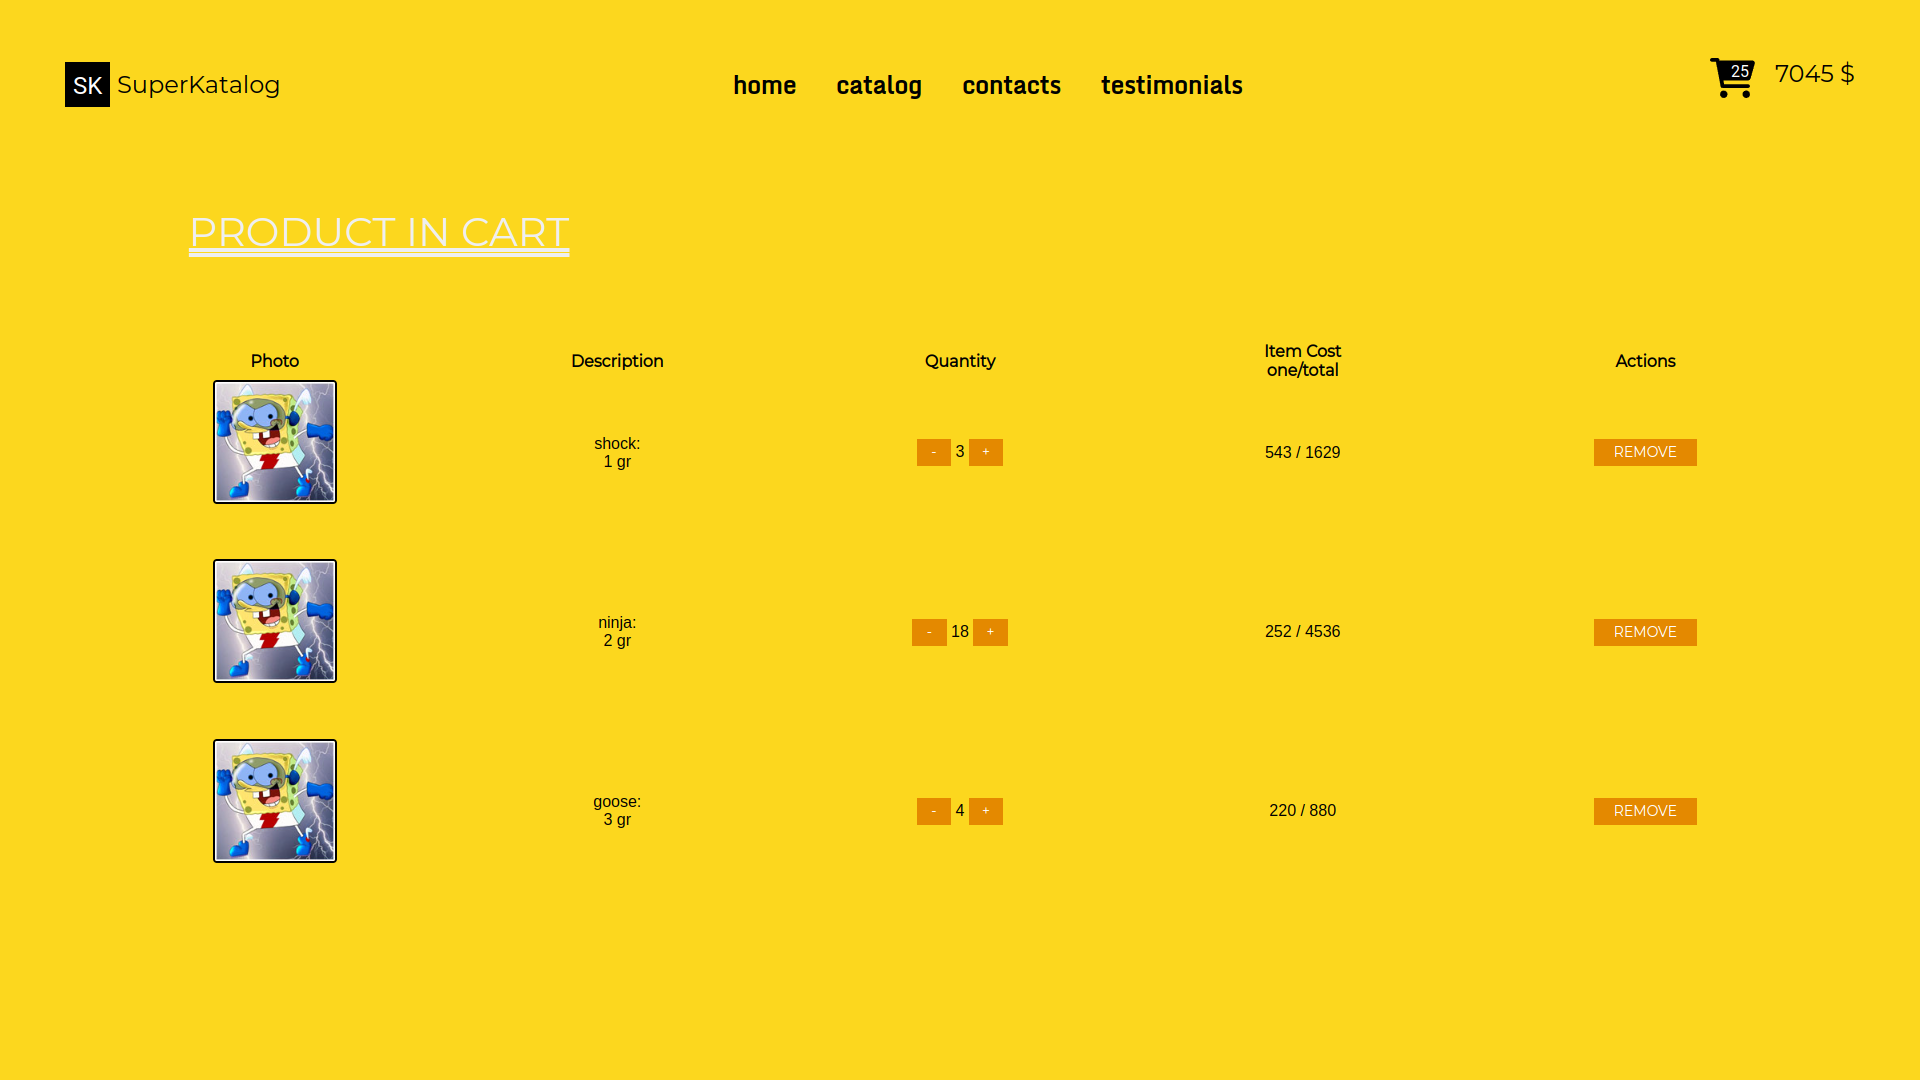 SK SuperKatalog
home catalog contacts testimonials
25 7045 $
PRODUCT IN CART
Photo Description Quantity Item Cost one/total Actions
shock:
1 gr
- 3 + 543 / 1629 REMOVE
ninja:
2 gr
- 18 + 252 / 4536 REMOVE
goose:
3 gr
- 4 + 220 / 880 REMOVE